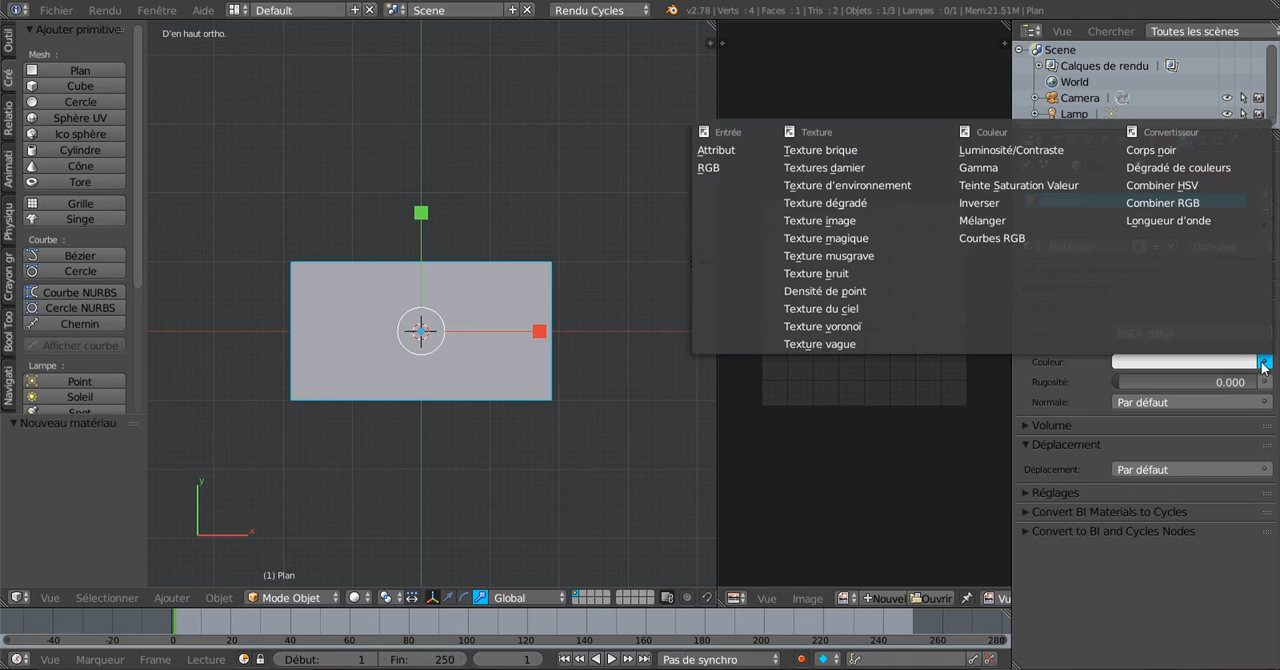 Fichier Rendu Fenêtre Aide Default Scene Rendu Cycles v2.78 | Verts : 4 | Faces : 1 | Tris : 2 | Objets : 1/3 | Lampes : 0/1 | Mem:21.51M | Plan
Outil
Cré
Relatio
Animati
Physiqu
Crayon gr
Bool Too
Navigati
Ajouter primitive
Mesh :
Plan
Cube
Cercle
Sphère UV
Ico sphère
Cylindre
Cône
Tore
Grille
Singe
Courbe :
Bézier
Cercle
Courbe NURBS
Cercle NURBS
Chemin
Afficher courbe
Lampe :
Point
Soleil
Spot
Nouveau matériau
D'en haut ortho.
y
x
(1) Plan
Vue Chercher Toutes les scènes
Scene
Calques de rendu
World
Camera
Lamp
Entrée
Attribut
RGB
Texture
Texture brique
Textures damier
Texture d'environnement
Texture dégradé
Texture image
Texture magique
Texture musgrave
Texture bruit
Densité de point
Texture du ciel
Texture voronoï
Texture vague
Couleur
Luminosité/Contraste
Gamma
Teinte Saturation Valeur
Inverser
Mélanger
Courbes RGB
Convertisseur
Corps noir
Dégradé de couleurs
Combiner HSV
Combiner RGB
Longueur d'onde
Données
Couleur:
Rugosité: 0.000
Normale: Par défaut
Volume
Déplacement
Déplacement: Par défaut
Réglages
Convert BI Materials to Cycles
Convert to BI and Cycles Nodes
Vue Sélectionner Ajouter Objet Mode Objet Global Vue Image Nouvel Ouvrir Vu
-40 -20 0 20 40 60 80 100 120 140 160 180 200 220 240 260 280
Vue Marqueur Frame Lecture Début: 1 Fin: 250 1 Pas de synchro